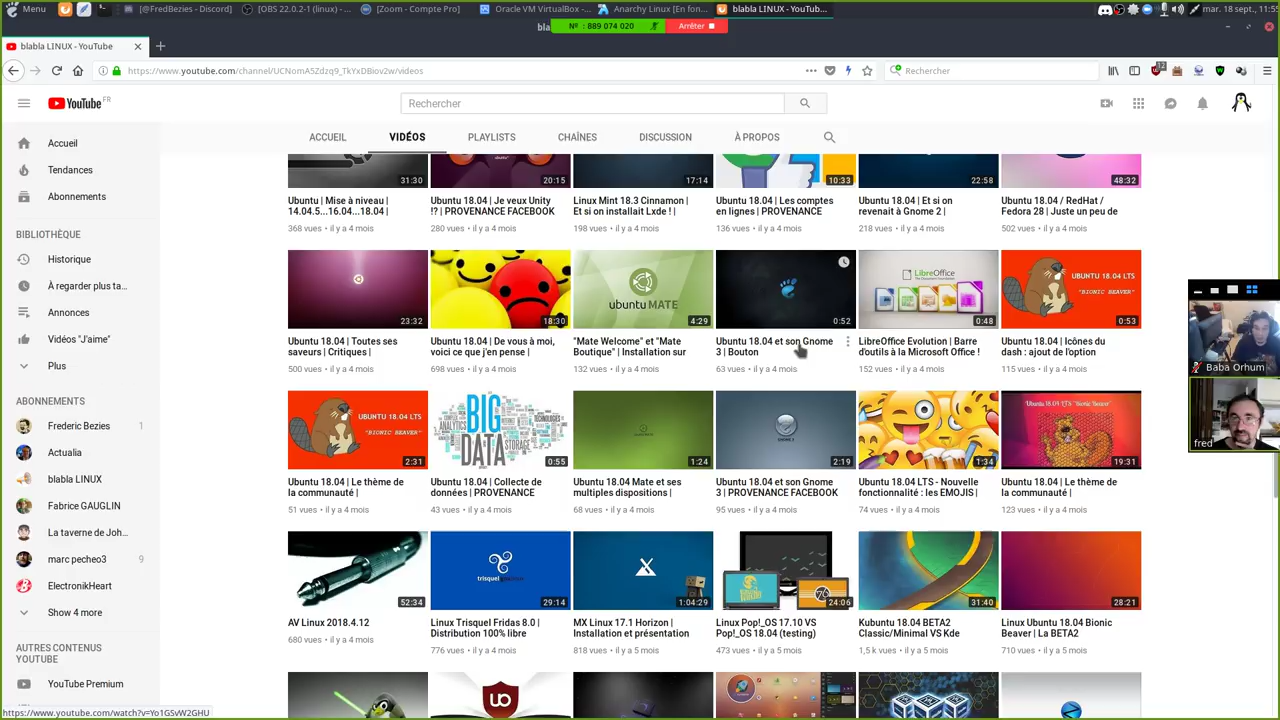 Menu
[@FredBezies - Discord]
[OBS 22.0.2-1 (linux) -...
[Zoom - Compte Pro]
Oracle VM VirtualBox -...
Anarchy Linux [En fon...
blabla LINUX - YouTub...
mar. 18 sept., 11:55
N° : 889 074 020
Arrêter
blabla LINUX - YouTube
https://www.youtube.com/channel/UCNomA5Zdzq9_TkYxDBiov2w/videos
Rechercher
YouTube FR
Rechercher
ACCUEIL
VIDÉOS
PLAYLISTS
CHAÎNES
DISCUSSION
À PROPOS
Accueil
Tendances
Abonnements
BIBLIOTHÈQUE
Historique
À regarder plus ta...
Annonces
Vidéos "J'aime"
Plus
ABONNEMENTS
Frederic Bezies 1
Actualia
blabla LINUX
Fabrice GAUGLIN
La taverne de Joh...
marc pecheo3 9
ElectronikHeart
Show 4 more
AUTRES CONTENUS
YOUTUBE
YouTube Premium
31:30
20:15
17:14
10:33
22:58
48:32
Ubuntu | Mise à niveau |
14.04.5...16.04...18.04 |
368 vues • il y a 4 mois
Ubuntu 18.04 | Je veux Unity
!? | PROVENANCE FACEBOOK
280 vues • il y a 4 mois
Linux Mint 18.3 Cinnamon |
Et si on installait Lxde ! |
198 vues • il y a 4 mois
Ubuntu 18.04 | Les comptes
en lignes | PROVENANCE
136 vues • il y a 4 mois
Ubuntu 18.04 | Et si on
revenait à Gnome 2 |
218 vues • il y a 4 mois
Ubuntu 18.04 / RedHat /
Fedora 28 | Juste un peu de
502 vues • il y a 4 mois
23:32
18:30
ubuntu MATE
4:29
0:52
LibreOffice
0:48
UBUNTU 18.04 LTS
"BIONIC BEAVER"
0:53
Ubuntu 18.04 | Toutes ses
saveurs | Critiques |
500 vues • il y a 4 mois
Ubuntu 18.04 | De vous à moi,
voici ce que j'en pense |
698 vues • il y a 4 mois
"Mate Welcome" et "Mate
Boutique" | Installation sur
132 vues • il y a 4 mois
Ubuntu 18.04 et son Gnome
3 | Bouton
63 vues • il y a 4 mois
LibreOffice Evolution | Barre
d'outils à la Microsoft Office !
152 vues • il y a 4 mois
Ubuntu 18.04 | Icônes du
dash : ajout de l'option
115 vues • il y a 4 mois
UBUNTU 18.04 LTS
"BIONIC BEAVER"
2:31
BIG
DATA
0:55
1:24
GNOME 3
2:19
1:34
Ubuntu 18.04 LTS "Bionic Beaver"
19:31
Ubuntu 18.04 | Le thème de
la communauté |
51 vues • il y a 4 mois
Ubuntu 18.04 | Collecte de
données | PROVENANCE
43 vues • il y a 4 mois
Ubuntu 18.04 Mate et ses
multiples dispositions |
68 vues • il y a 4 mois
Ubuntu 18.04 et son Gnome
3 | PROVENANCE FACEBOOK
95 vues • il y a 4 mois
Ubuntu 18.04 LTS - Nouvelle
fonctionnalité : les EMOJIS |
74 vues • il y a 4 mois
Ubuntu 18.04 | Le thème de
la communauté |
123 vues • il y a 4 mois
52:34
trisquel
29:14
1:04:29
24:06
31:40
28:21
AV Linux 2018.4.12
680 vues • il y a 4 mois
Linux Trisquel Fridas 8.0 |
Distribution 100% libre
776 vues • il y a 4 mois
MX Linux 17.1 Horizon |
Installation et présentation
818 vues • il y a 5 mois
Linux Pop!_OS 17.10 VS
Pop!_OS 18.04 (testing)
473 vues • il y a 5 mois
Kubuntu 18.04 BETA2
Classic/Minimal VS Kde
1,5 k vues • il y a 5 mois
Linux Ubuntu 18.04 Bionic
Beaver | La BETA2
710 vues • il y a 5 mois
Baba Orhum
fred
https://www.youtube.com/watch?v=Yo1GSvW2GHU